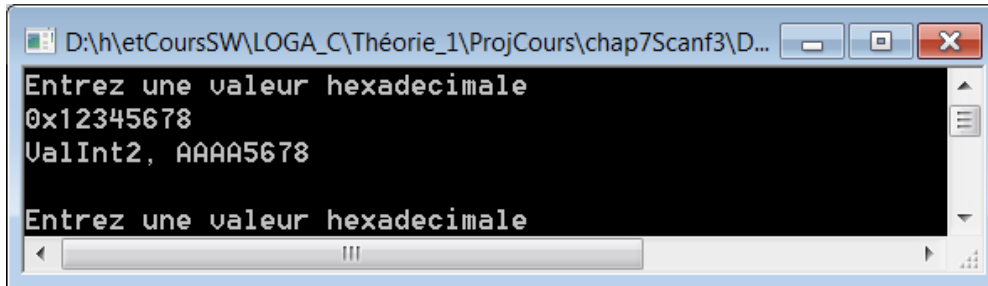 D:\h\etCoursSW\LOGA_C\Théorie_1\ProjCours\chap7Scanf3\D...
Entrez une valeur hexadecimale
0x12345678
ValInt2, AAAA5678
Entrez une valeur hexadecimale